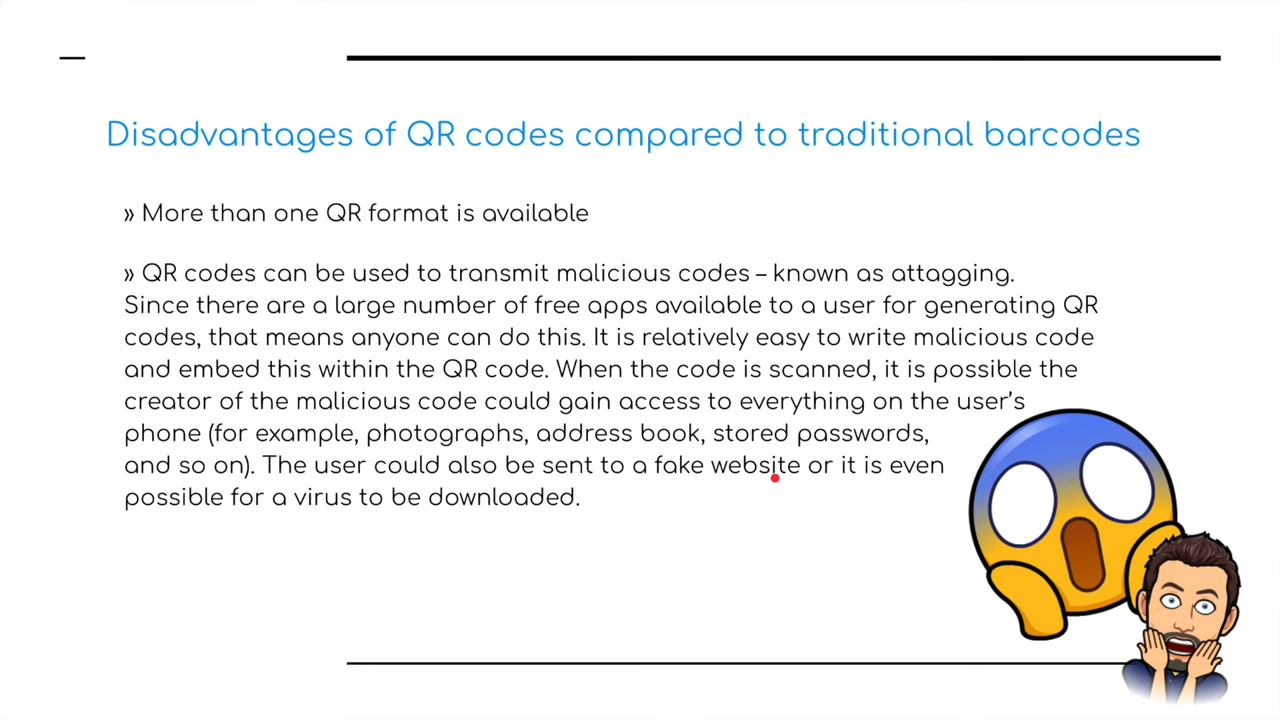 Disadvantages of QR codes compared to traditional barcodes
» More than one QR format is available
» QR codes can be used to transmit malicious codes – known as attagging.
Since there are a large number of free apps available to a user for generating QR
codes, that means anyone can do this. It is relatively easy to write malicious code
and embed this within the QR code. When the code is scanned, it is possible the
creator of the malicious code could gain access to everything on the user’s
phone (for example, photographs, address book, stored passwords,
and so on). The user could also be sent to a fake website or it is even
possible for a virus to be downloaded.